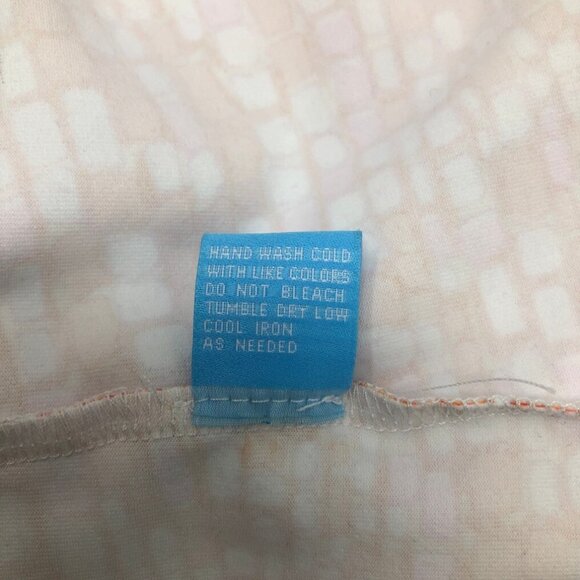 HAND WASH COLD
WITH LIKE COLORS
DO NOT BLEACH
TUMBLE DRY LOW
COOL IRON
AS NEEDED